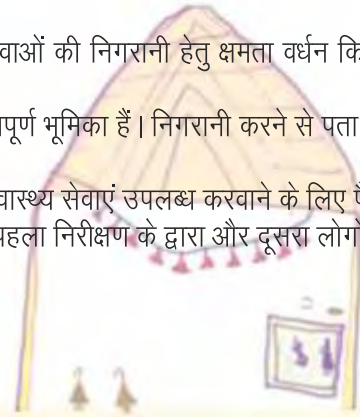 वाओं की निगरानी हेतु क्षमता वर्धन कि
पूर्ण भूमिका हैं । निगरानी करने से पता
वास्थ्य सेवाएं उपलब्ध करवाने के लिए
पहला निरीक्षण के द्वारा और दूसरा लोगों